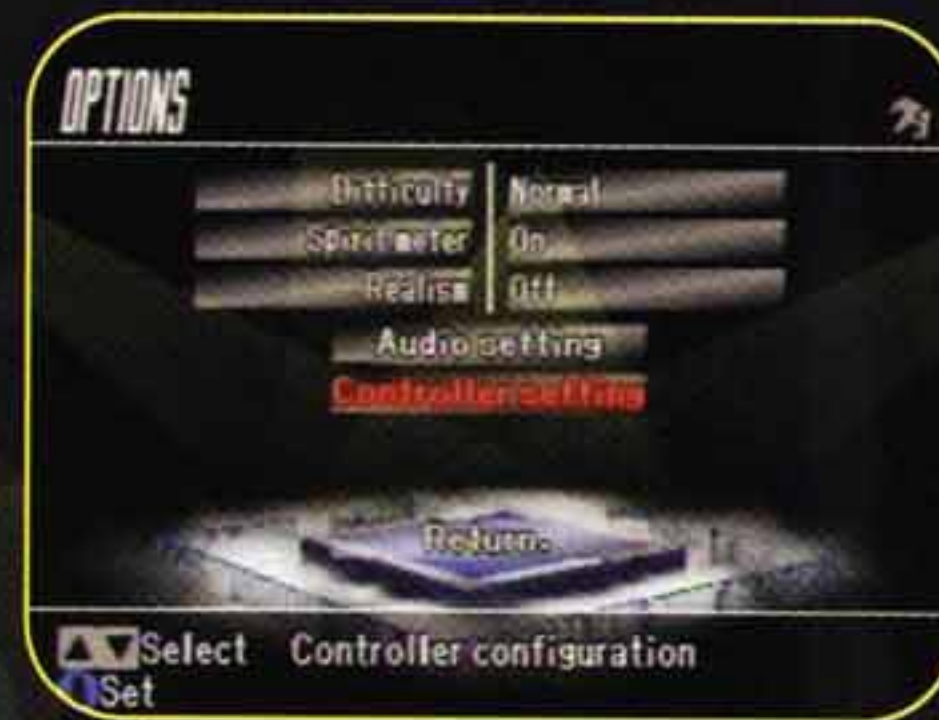 OPTIONS
Difficulty Normal
Spirit meter On
Realism Off
Audio setting
Controller setting
Return
Select Controller configuration
Set